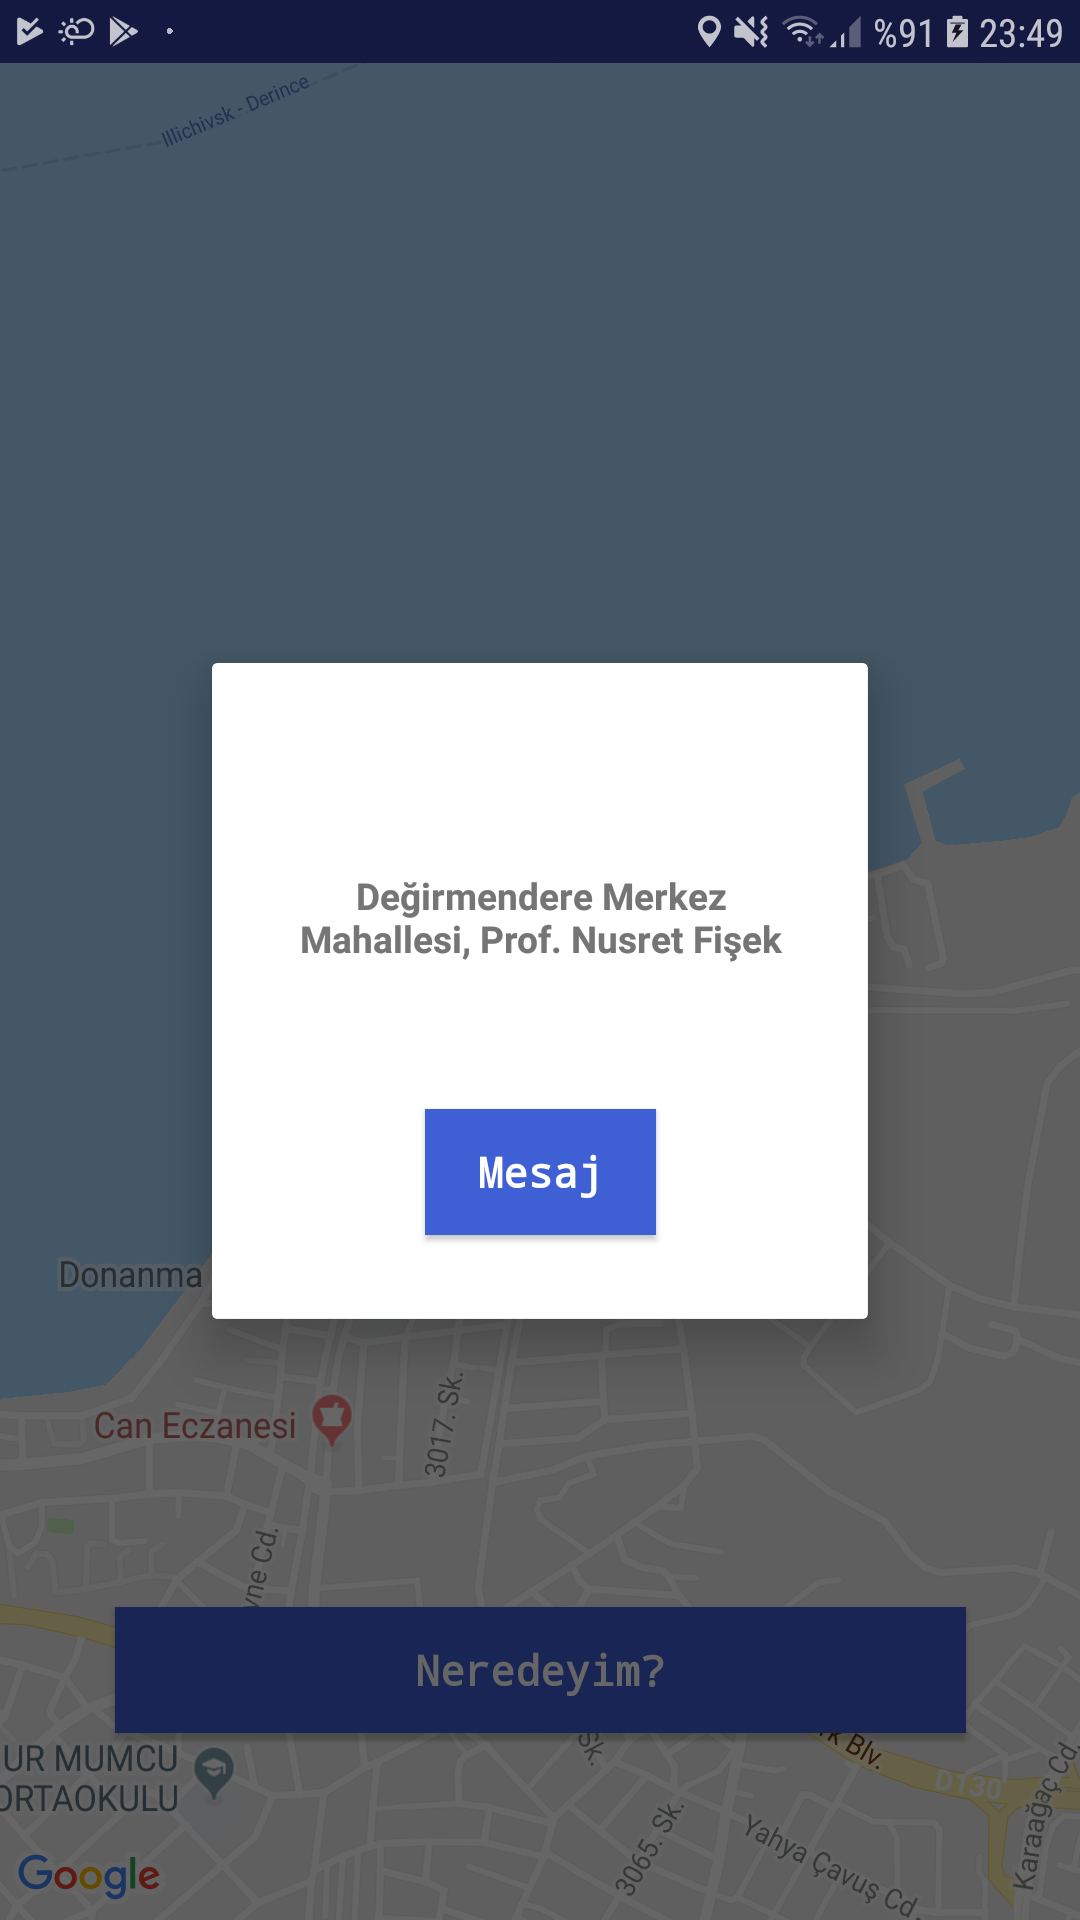 %91 23:49
Illichivsk - Derince
Değirmendere Merkez
Mahallesi, Prof. Nusret Fişek
Mesaj
Donanma
3017. Sk.
Can Eczanesi
Cd.
Neredeyim?
Sk.
Blv.
UR MUMCU
ORTAOKULU
D130
Karaağaç Cd.
3065. Sk.
Yahya Çavuş Cd.
Google